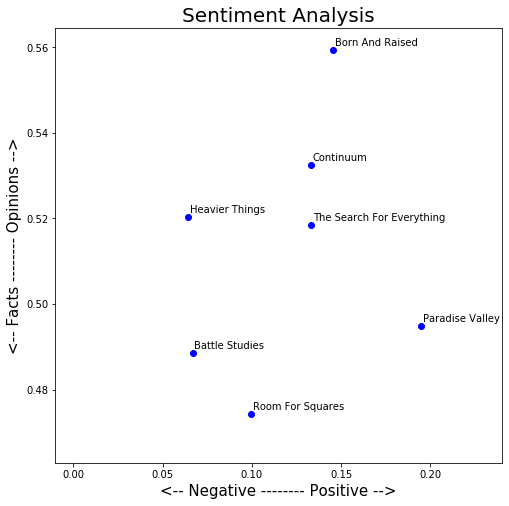 Sentiment Analysis
0.56
0.54
0.52
0.50
0.48
<-- Facts -------- Opinions -->
Born And Raised
Continuum
Heavier Things
The Search For Everything
Paradise Valley
Battle Studies
Room For Squares
0.00
0.05
0.10
0.15
0.20
<-- Negative -------- Positive -->